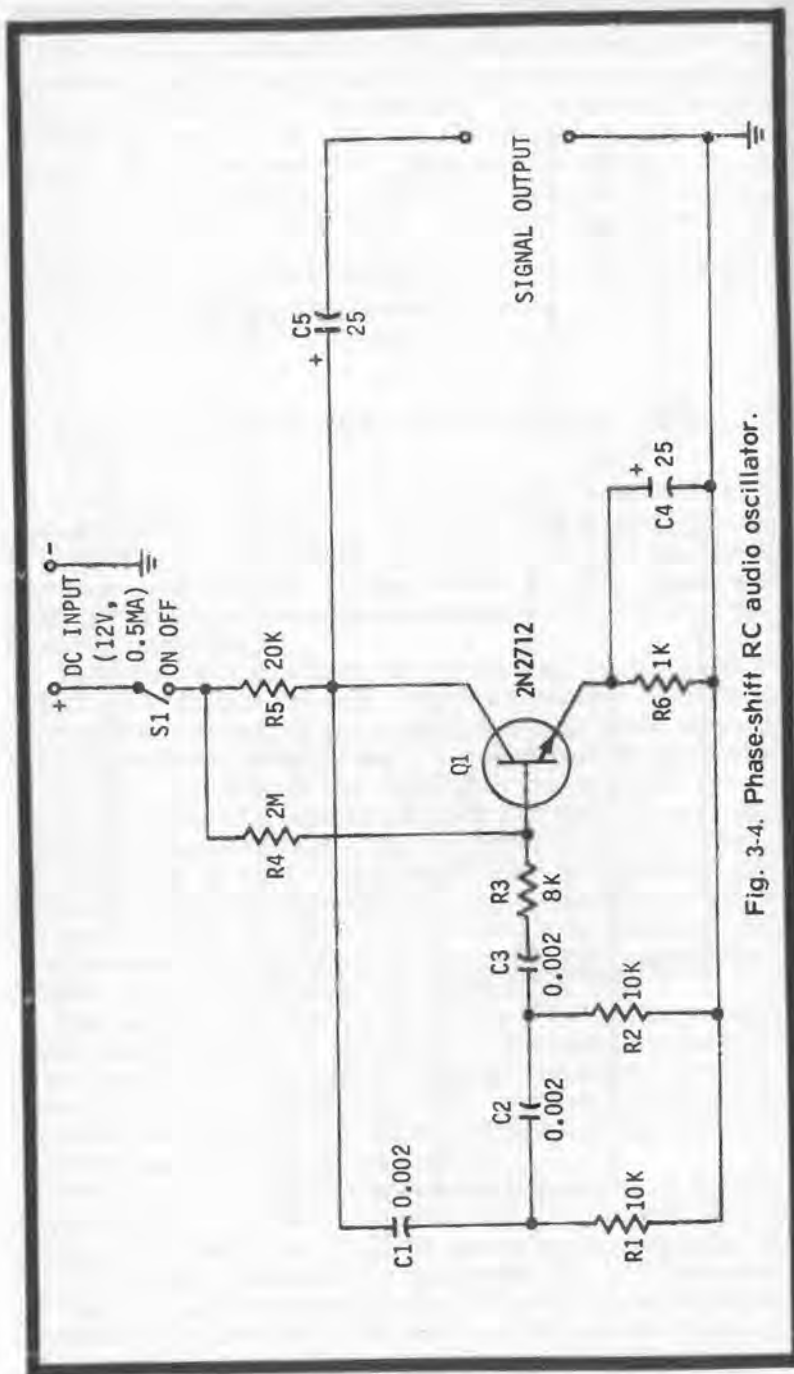 + DC INPUT -
(12V,
0.5MA)
S1 ON OFF
R4 2M
R5 20K
+ C5
25
C1 0.002
C2
0.002
C3
0.002
R3
8K
Q1
2N2712
SIGNAL OUTPUT
R1 10K
R2 10K
R6 1K
+
C4 25
Fig. 3-4. Phase-shift RC audio oscillator.